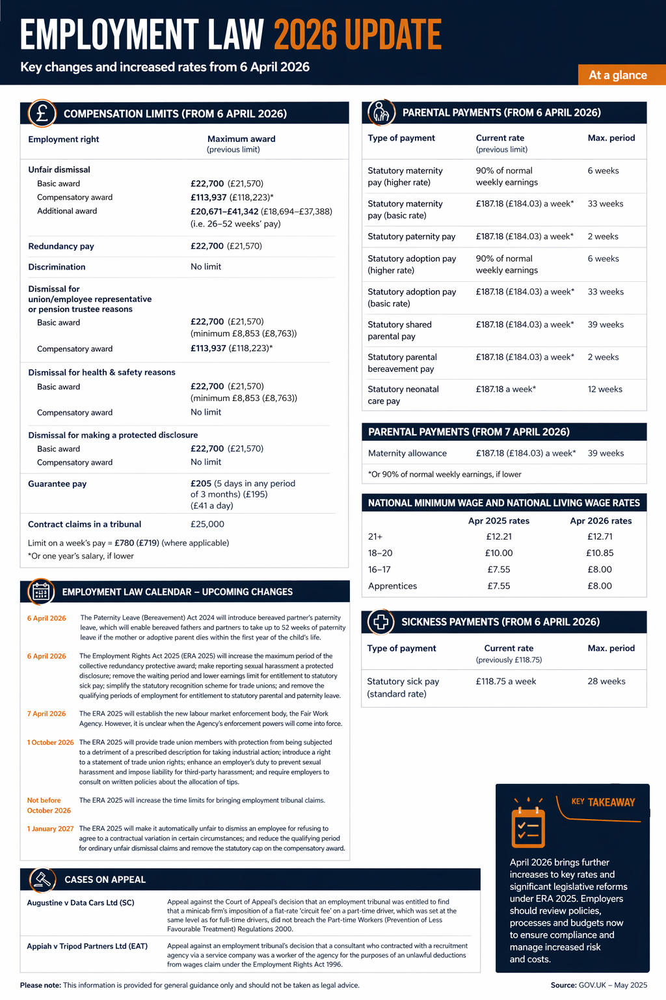 EMPLOYMENT LAW 2026 UPDATE
Key changes and increased rates from 6 April 2026
At a glance
£
COMPENSATION LIMITS (FROM 6 APRIL 2026)
Employment right Maximum award
(previous limit)
Unfair dismissal
Basic award £22,700 (£21,570)
Compensatory award £113,937 (£118,223)*
Additional award £20,671–£41,342 (£18,694–£37,388)
(i.e. 26–52 weeks' pay)
Redundancy pay £22,700 (£21,570)
Discrimination No limit
Dismissal for
union/employee representative
or pension trustee reasons
Basic award £22,700 (£21,570)
(minimum £8,853 (£8,763))
Compensatory award £113,937 (£118,223)*
Dismissal for health & safety reasons
Basic award £22,700 (£21,570)
(minimum £8,853 (£8,763))
Compensatory award No limit
Dismissal for making a protected disclosure
Basic award £22,700 (£21,570)
Compensatory award No limit
Guarantee pay £205 (5 days in any period
of 3 months) (£195)
(£41 a day)
Contract claims in a tribunal £25,000
Limit on a week's pay = £780 (£719) (where applicable)
*Or one year's salary, if lower
EMPLOYMENT LAW CALENDAR – UPCOMING CHANGES
6 April 2026 The Paternity Leave (Bereavement) Act 2024 will introduce bereaved partner's paternity
leave, which will enable bereaved fathers and partners to take up to 52 weeks of paternity
leave if the mother or adoptive parent dies within the first year of the child's life.
6 April 2026 The Employment Rights Act 2025 (ERA 2025) will increase the maximum period of the
collective redundancy protective award; make reporting sexual harassment a protected
disclosure; remove the waiting period and lower earnings limit for entitlement to statutory
sick pay; simplify the statutory recognition scheme for trade unions; and remove the
qualifying periods of employment for entitlement to statutory parental and paternity leave.
7 April 2026 The ERA 2025 will establish the new labour market enforcement body, the Fair Work
Agency. However, it is unclear when the Agency's enforcement powers will come into force.
1 October 2026 The ERA 2025 will provide trade union members with protection from being subjected
to a detriment of a prescribed description for taking industrial action; introduce a right
to a statement of trade union rights; enhance an employer's duty to prevent sexual
harassment and impose liability for third-party harassment; and require employers to
consult on written policies about the allocation of tips.
Not before The ERA 2025 will increase the time limits for bringing employment tribunal claims.
October 2026
1 January 2027 The ERA 2025 will make it automatically unfair to dismiss an employee for refusing to
agree to a contractual variation in certain circumstances; and reduce the qualifying period
for ordinary unfair dismissal claims and remove the statutory cap on the compensatory award.
PARENTAL PAYMENTS (FROM 6 APRIL 2026)
Type of payment Current rate Max. period
(previous limit)
Statutory maternity 90% of normal 6 weeks
pay (higher rate) weekly earnings
Statutory maternity £187.18 (£184.03) a week* 33 weeks
pay (basic rate)
Statutory paternity pay £187.18 (£184.03) a week* 2 weeks
Statutory adoption pay 90% of normal 6 weeks
(higher rate) weekly earnings
Statutory adoption pay £187.18 (£184.03) a week* 33 weeks
(basic rate)
Statutory shared £187.18 (£184.03) a week* 39 weeks
parental pay
Statutory parental £187.18 (£184.03) a week* 2 weeks
bereavement pay
Statutory neonatal £187.18 a week* 12 weeks
care pay
PARENTAL PAYMENTS (FROM 7 APRIL 2026)
Maternity allowance £187.18 (£184.03) a week* 39 weeks
*Or 90% of normal weekly earnings, if lower
NATIONAL MINIMUM WAGE AND NATIONAL LIVING WAGE RATES
Apr 2025 rates Apr 2026 rates
21+ £12.21 £12.71
18–20 £10.00 £10.85
16–17 £7.55 £8.00
Apprentices £7.55 £8.00
SICKNESS PAYMENTS (FROM 6 APRIL 2026)
Type of payment Current rate Max. period
(previously £118.75)
Statutory sick pay £118.75 a week 28 weeks
(standard rate)
CASES ON APPEAL
Augustine v Data Cars Ltd (SC) Appeal against the Court of Appeal's decision that an employment tribunal was entitled to find
that a minicab firm's imposition of a flat-rate 'circuit fee' on a part-time driver, which was set at the
same level as for full-time drivers, did not breach the Part-time Workers (Prevention of Less
Favourable Treatment) Regulations 2000.
Appiah v Tripod Partners Ltd (EAT) Appeal against an employment tribunal's decision that a consultant who contracted with a recruitment
agency via a service company was a worker of the agency for the purposes of an unlawful deductions
from wages claim under the Employment Rights Act 1996.
KEY TAKEAWAY
April 2026 brings further
increases to key rates and
significant legislative reforms
under ERA 2025. Employers
should review policies,
processes and budgets now
to ensure compliance and
manage increased risk
and costs.
Please note: This information is provided for general guidance only and should not be taken as legal advice.
Source: GOV.UK – May 2025